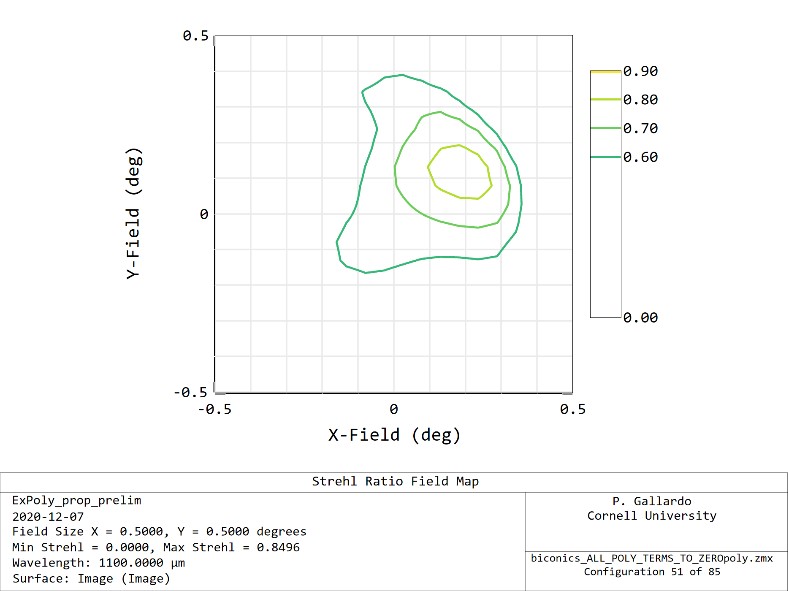 0.5
0
-0.5
Y-Field (deg)
-0.5 0 0.5
X-Field (deg)
0.90
0.80
0.70
0.60
0.00
Strehl Ratio Field Map
ExPoly_prop_prelim
2020-12-07
Field Size X = 0.5000, Y = 0.5000 degrees
Min Strehl = 0.0000, Max Strehl = 0.8496
Wavelength: 1100.0000 µm
Surface: Image (Image)
P. Gallardo
Cornell University
biconics_ALL_POLY_TERMS_TO_ZEROpoly.zmx
Configuration 51 of 85